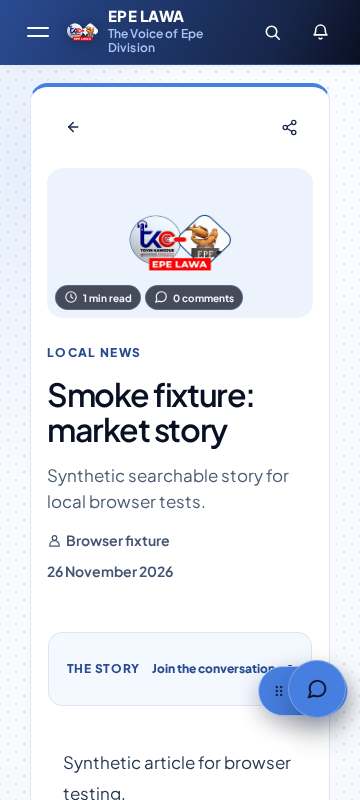 EPE LAWA
The Voice of Epe
Division
EPE
EPE LAWA
1 min read
0 comments
LOCAL NEWS
Smoke fixture:
market story
Synthetic searchable story for
local browser tests.
Browser fixture
26 November 2026
THE STORY
Join the conversation
Synthetic article for browser
testing.